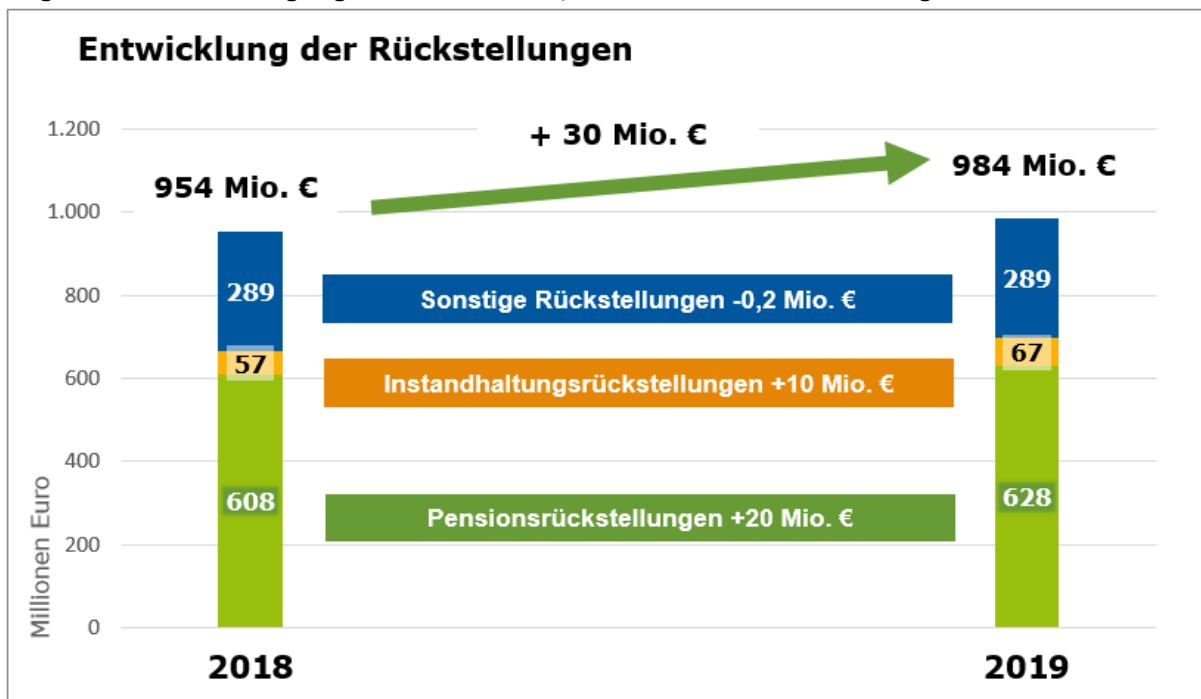 Entwicklung der Rückstellungen
+ 30 Mio. €
1.200
954 Mio. €
984 Mio. €
1.000
289
Sonstige Rückstellungen -0,2 Mio. €
289
800
57
Instandhaltungsrückstellungen +10 Mio. €
67
600
400
608
Pensionsrückstellungen +20 Mio. €
628
200
0
Millionen Euro
2018
2019